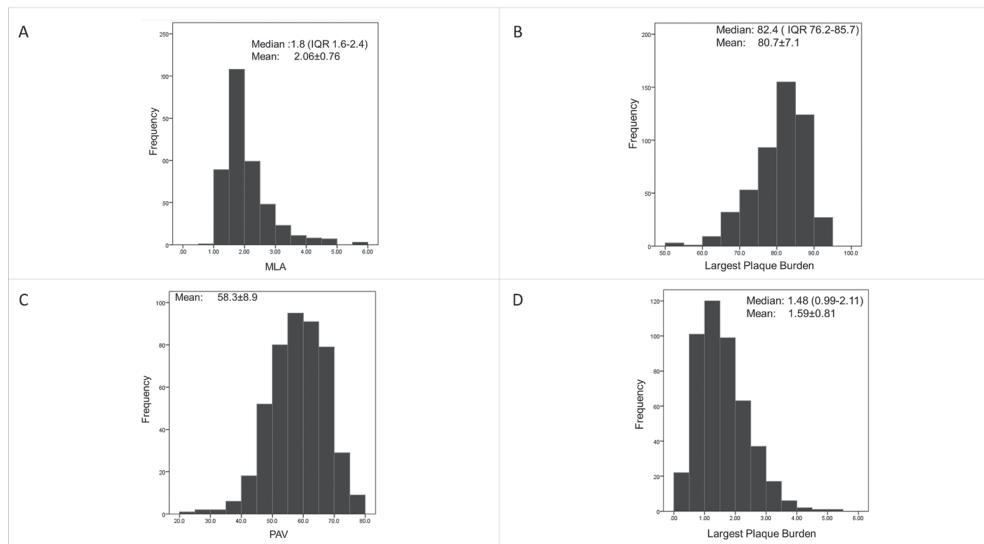 A
Median :1.8 (IQR 1.6-2.4)
Mean: 2.06±0.76
250
200
50
00
50
0
Frequency
.00 1.00 2.00 3.00 4.00 5.00 6.00
MLA
B
Median: 82.4 ( IQR 76.2-85.7)
Mean: 80.7±7.1
200
150
100
50
0
Frequency
50.0 60.0 70.0 80.0 90.0 100.0
Largest Plaque Burden
C
Mean: 58.3±8.9
100
80
60
40
20
0
Frequency
20.0 30.0 40.0 50.0 60.0 70.0 80.0
PAV
D
Median: 1.48 (0.99-2.11)
Mean: 1.59±0.81
120
100
80
60
40
20
0
Frequency
.00 1.00 2.00 3.00 4.00 5.00 6.00
Largest Plaque Burden